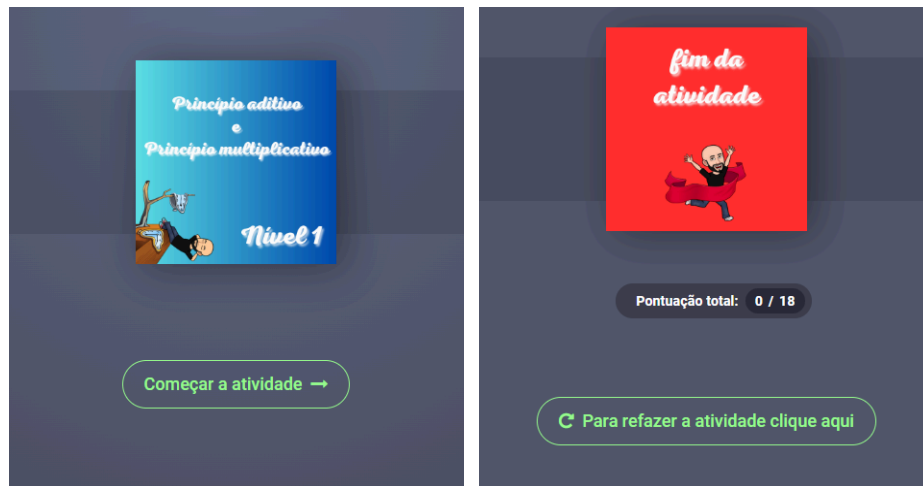 Princípio aditivo
e
Princípio multiplicativo
Nível 1
Começar a atividade
fim da
atividade
Pontuação total: 0 / 18
Para refazer a atividade clique aqui